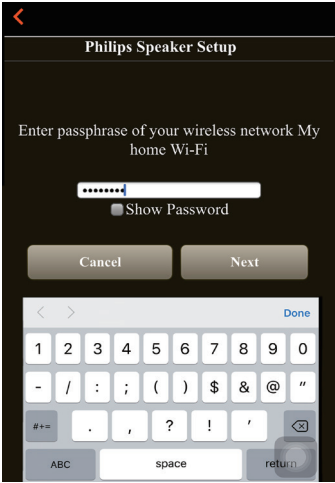 Philips Speaker Setup
Enter passphrase of your wireless network My
home Wi-Fi
••••••••
Show Password
Cancel Next
Done
1 2 3 4 5 6 7 8 9 0
- / : ; ( ) $ & @ "
#+= . , ? ! '
ABC space return